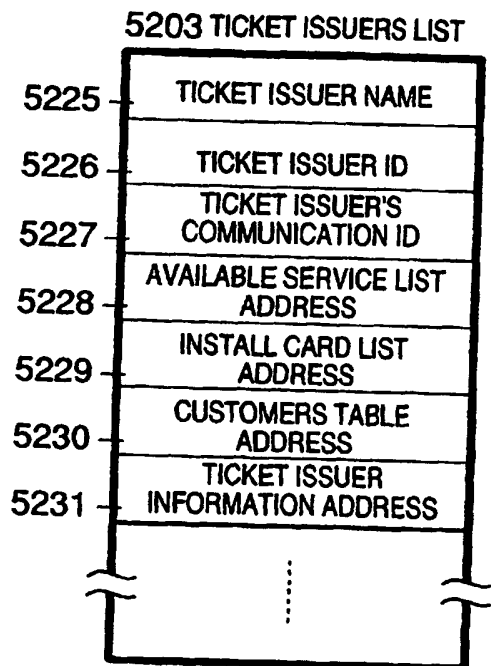 5203 TICKET ISSUERS LIST
5225 TICKET ISSUER NAME
5226 TICKET ISSUER ID
5227 TICKET ISSUER'S
COMMUNICATION ID
5228 AVAILABLE SERVICE LIST
ADDRESS
5229 INSTALL CARD LIST
ADDRESS
5230 CUSTOMERS TABLE
ADDRESS
5231 TICKET ISSUER
INFORMATION ADDRESS